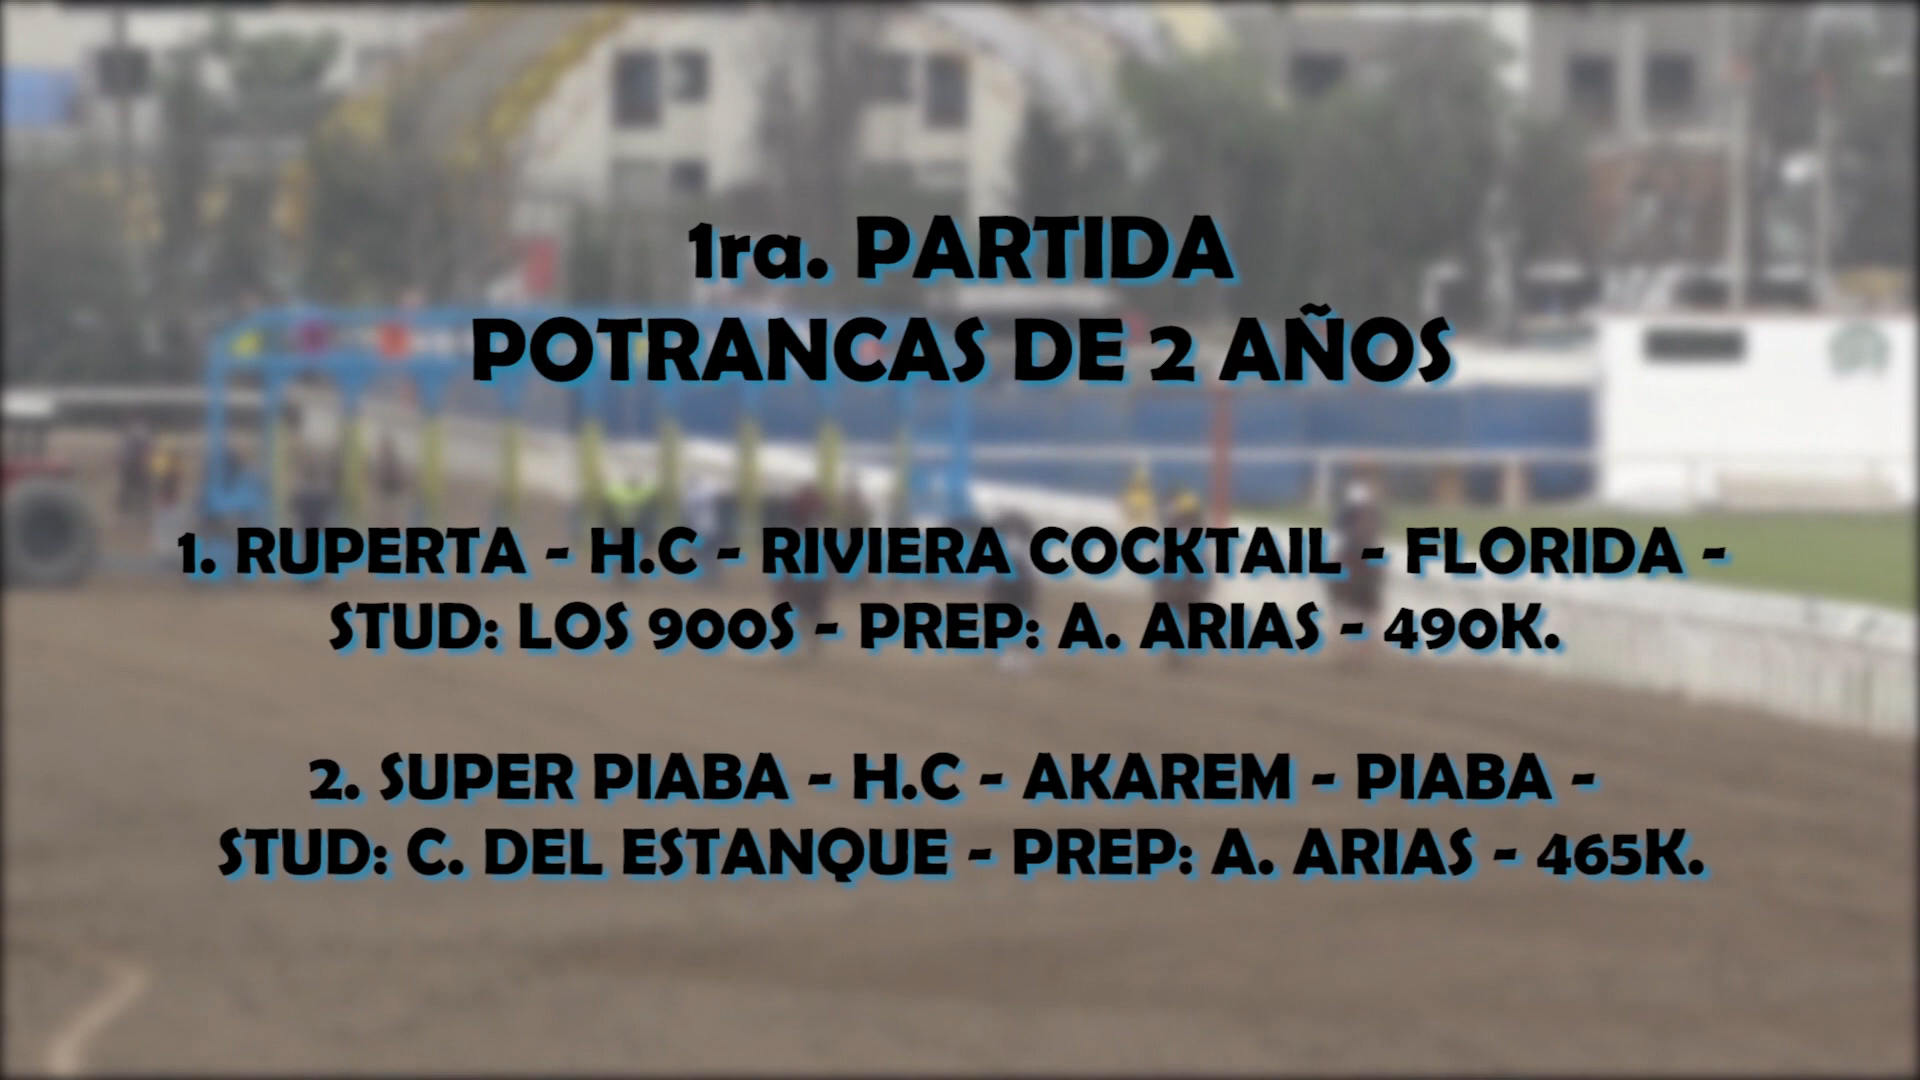 1ra. PARTIDA
POTRANCAS DE 2 AÑOS
1. RUPERTA - H.C - RIVIERA COCKTAIL - FLORIDA -
STUD: LOS 900S - PREP: A. ARIAS - 490K.
2. SUPER PIABA - H.C - AKAREM - PIABA -
STUD: C. DEL ESTANQUE - PREP: A. ARIAS - 465K.